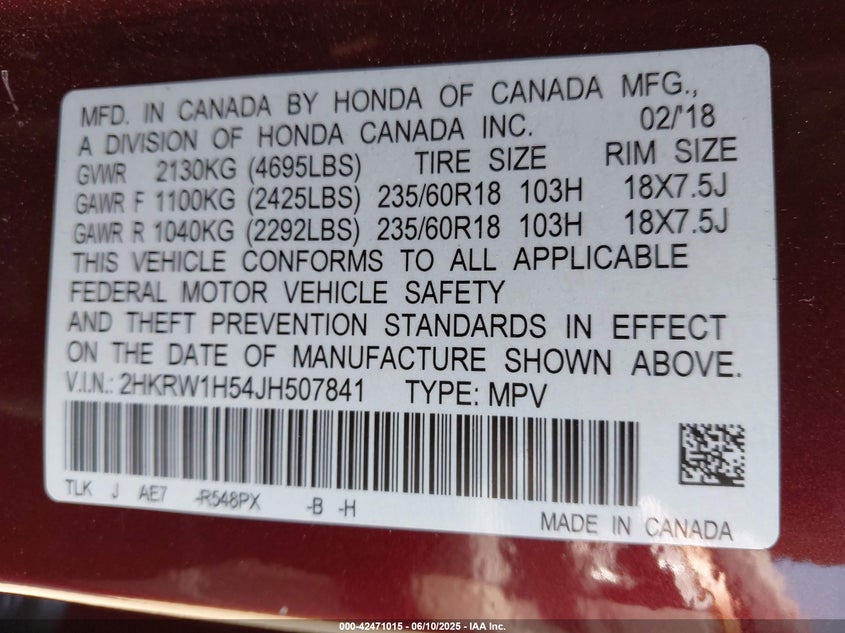 MFD. IN CANADA BY HONDA OF CANADA MFG.,
A DIVISION OF HONDA CANADA INC. 02/'18
GVWR 2130KG (4695LBS) TIRE SIZE RIM SIZE
GAWR F 1100KG (2425LBS) 235/60R18 103H 18X7.5J
GAWR R 1040KG (2292LBS) 235/60R18 103H 18X7.5J
THIS VEHICLE CONFORMS TO ALL APPLICABLE
FEDERAL MOTOR VEHICLE SAFETY
AND THEFT PREVENTION STANDARDS IN EFFECT
ON THE DATE OF MANUFACTURE SHOWN ABOVE.
V.I.N.: 2HKRW1H54JH507841 TYPE: MPV
TLK J AE7 -R548PX -B -H
MADE IN CANADA
000-42471015 - 06/10/2025 - IAA Inc.